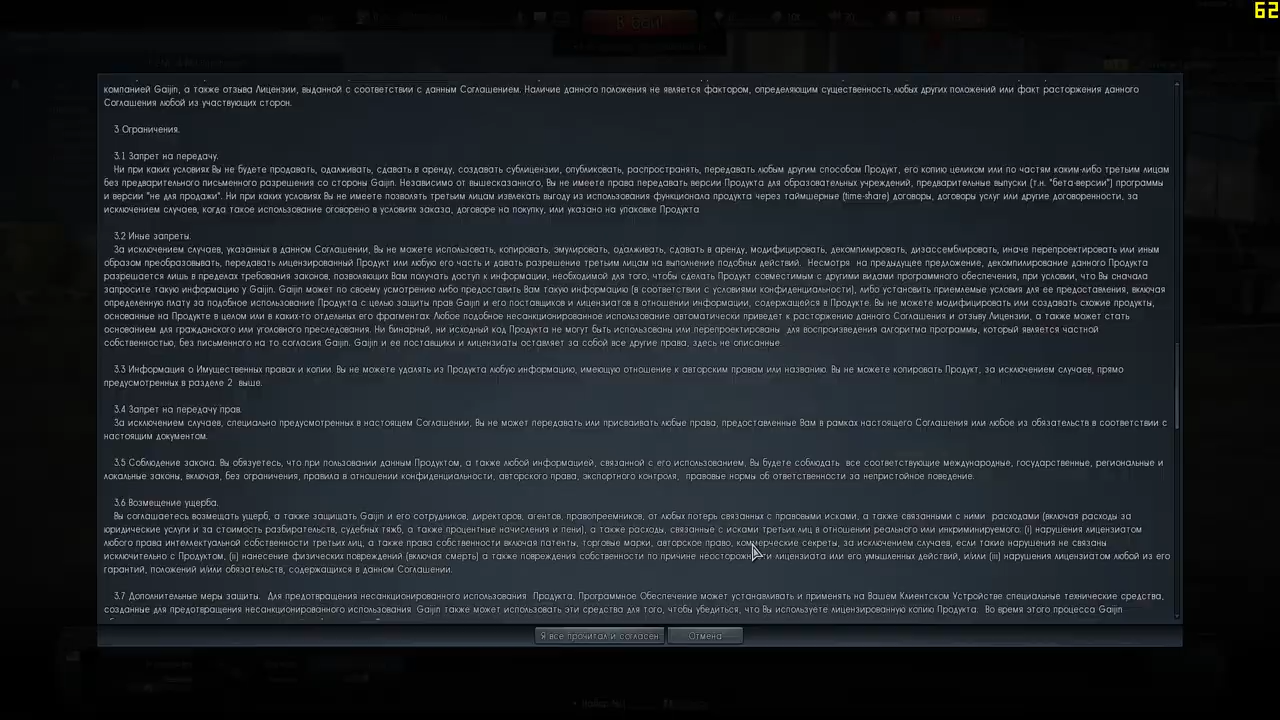 62
В бой!
компанией Gaijin, а также отзыва Лицензии, выданной с соответствии с данным Соглашением. Наличие данного положения не является фактором, определяющим существенность любых других положений или факт расторжения данного
Соглашения любой из участвующих сторон.
3 Ограничения.
3.1 Запрет на передачу.
Ни при каких условиях Вы не будете продавать, одалживать, сдавать в аренду, создавать сублицензии, опубликовать, распространять, передавать любым другим способом Продукт, его копию целиком или по частям каким-либо третьим лицам
без предварительного письменного разрешения со стороны Gaijin. Независимо от вышесказанного, Вы не имеете права передавать версии Продукта для образовательных учреждений, предварительные выпуски (т.н. "бета-версии") программы
и версии "не для продажи". Ни при каких условиях Вы не имеете позволять третьим лицам извлекать выгоду из использования функционала продукта через таймшерные (time-share) договоры, договоры услуг или другие договоренности, за
исключением случаев, когда такое использование оговорено в условиях заказа, договоре на покупку, или указано на упаковке Продукта
3.2 Иные запреты.
За исключением случаев, указанных в данном Соглашении, Вы не можете использовать, копировать, эмулировать, одалживать, сдавать в аренду, модифицировать, декомпилировать, дизассемблировать, иначе перепроектировать или иным
образом преобразовывать, передавать лицензированный Продукт или любую его часть и давать разрешение третьим лицам на выполнение подобных действий. Несмотря на предыдущее предложение, декомпилирование данного Продукта
разрешается лишь в пределах требования законов, позволяющих Вам получать доступ к информации, необходимой для того, чтобы сделать Продукт совместимым с другими видами программного обеспечения, при условии, что Вы сначала
запросите такую информацию у Gaijin. Gaijin может по своему усмотрению либо предоставить Вам такую информацию (в соответствии с условиями конфиденциальности), либо установить приемлемые условия для ее предоставления, включая
определенную плату за подобное использование Продукта с целью защиты прав Gaijin и его поставщиков и лицензиатов в отношении информации, содержащейся в Продукте. Вы не можете модифицировать или создавать схожие продукты,
основанные на Продукте в целом или в каких-то отдельных его фрагментах. Любое подобное несанкционированное использование автоматически приведет к расторжению данного Соглашения и отзыву Лицензии, а также может стать
основанием для гражданского или уголовного преследования. Ни бинарный, ни исходный код Продукта не могут быть использованы или перепроектированы для воспроизведения алгоритма программы, который является частной
собственностью, без письменного на то согласия Gaijin. Gaijin и ее поставщики и лицензиаты оставляет за собой все другие права, здесь не описанные.
3.3 Информация о Имущественных правах и копии. Вы не можете удалять из Продукта любую информацию, имеющую отношение к авторским правам или названию. Вы не можете копировать Продукт, за исключением случаев, прямо
предусмотренных в разделе 2 выше.
3.4 Запрет на передачу прав.
За исключением случаев, специально предусмотренных в настоящем Соглашении, Вы не может передавать или присваивать любые права, предоставленные Вам в рамках настоящего Соглашения или любое из обязательств в соответствии с
настоящим документом.
3.5 Соблюдение закона. Вы обязуетесь, что при пользовании данным Продуктом, а также любой информацией, связанной с его использованием, Вы будете соблюдать все соответствующие международные, государственные, региональные и
локальные законы, включая, без ограничения, правила в отношении конфиденциальности, авторского права, экспортного контроля, правовые нормы об ответственности за непристойное поведение.
3.6 Возмещение ущерба.
Вы соглашаетесь возмещать ущерб, а также защищать Gaijin и его сотрудников, директоров, агентов, правопреемников, от любых потерь связанных с правовыми исками, а также связанными с ними расходами (включая расходы за
юридические услуги и за стоимость разбирательств, судебных тяжб, а также процентные начисления и пени), а также расходы, связанные с исками третьих лиц в отношении реального или инкриминируемого: (i) нарушения лицензиатом
любого права интеллектуальной собственности третьих лиц, а также права собственности включая патенты, торговые марки, авторское право, коммерческие секреты, за исключением случаев, если такие нарушения не связаны
исключительно с Продуктом, (ii) нанесение физических повреждений (включая смерть) а также повреждения собственности по причине неосторожности лицензиата или его умышленных действий, и/или (iii) нарушения лицензиатом любой из его
гарантий, положений и/или обязательств, содержащихся в данном Соглашении.
3.7 Дополнительные меры защиты. Для предотвращения несанкционированного использования Продукта, Программное Обеспечение может устанавливать и применять на Вашем Клиентском Устройстве специальные технические средства,
созданные для предотвращения несанкционированного использования. Gaijin также может использовать эти средства для того, чтобы убедиться, что Вы используете лицензированную копию Продукта. Во время этого процесса Gaijin
Я все прочитал и согласен
Отмена